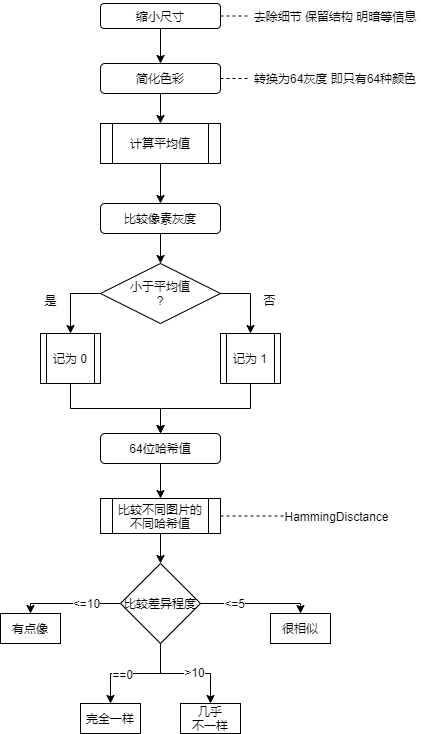 缩小尺寸
去除细节 保留结构 明暗等信息
简化色彩
转换为64灰度 即只有64种颜色
计算平均值
比较像素灰度
小于平均值
?
是
否
记为 0
记为 1
64位哈希值
比较不同图片的
不同哈希值
HammingDisctance
比较差异程度
<=10
<=5
有点像
很相似
==0
>10
完全一样
几乎
不一样